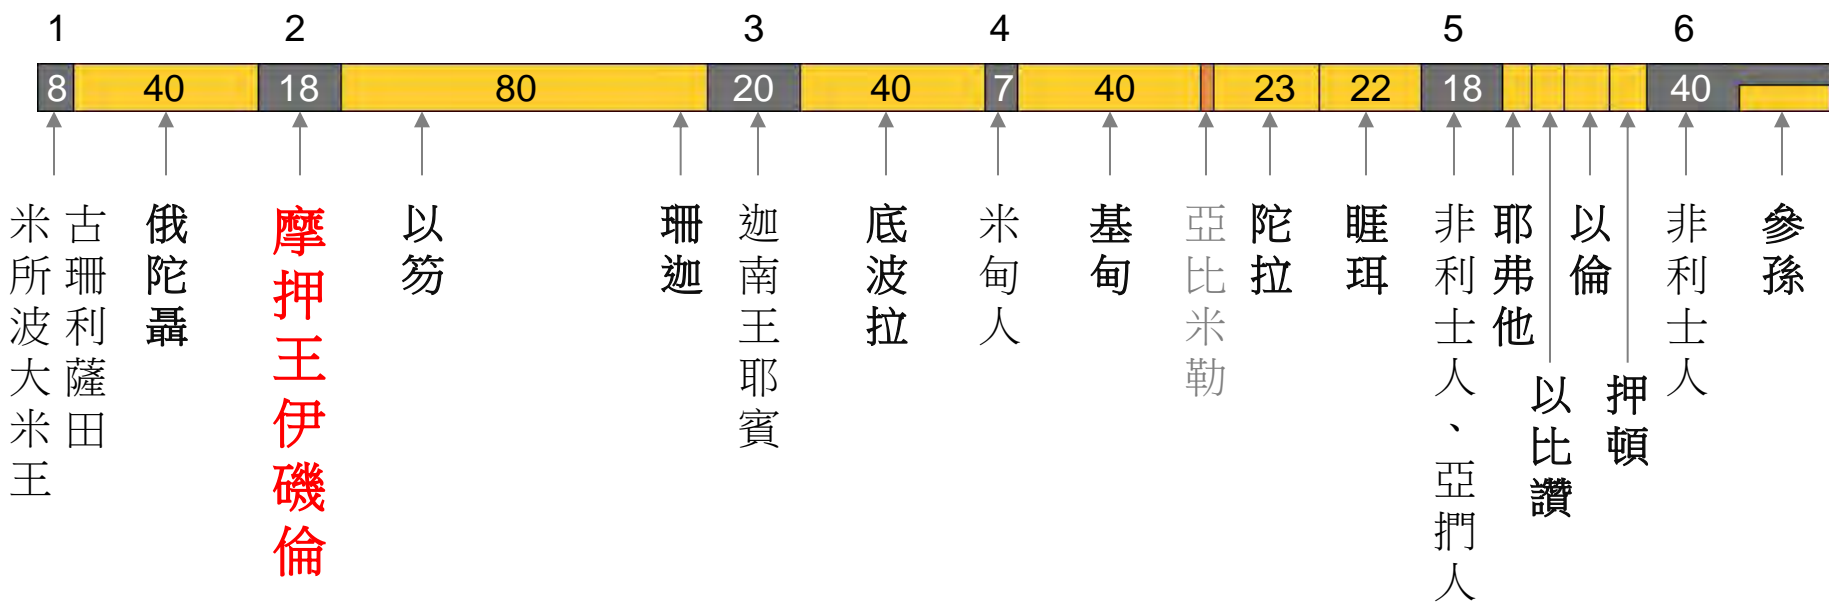 1 2 3 4 5 6
8 40 18 80 20 40 7 40 23 22 18 40
米所波大米王
古珊利薩田
俄陀聶
摩押王伊磯倫
以笏
珊迦
迦南王耶賓
底波拉
米甸人
基甸
亞比米勒
陀拉
睚珥
非利士人、亞捫人
耶弗他
以比讚
以倫
押頓
非利士人
參孫